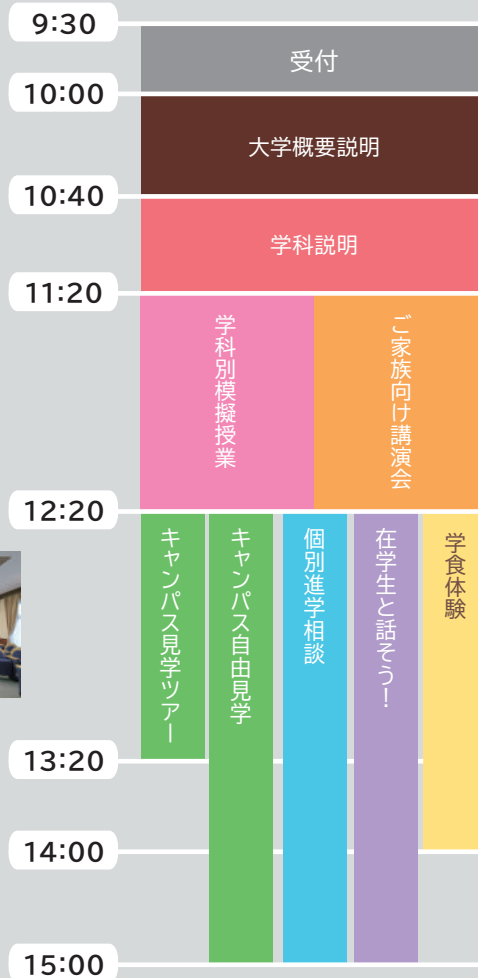 9:30
受付
10:00
大学概要説明
10:40
学科説明
11:20
学科別模擬授業
ご家族向け講演会
12:20
キャンパス見学ツアー
キャンパス自由見学
個別進学相談
在学生と話そう!
学食体験
13:20
14:00
15:00